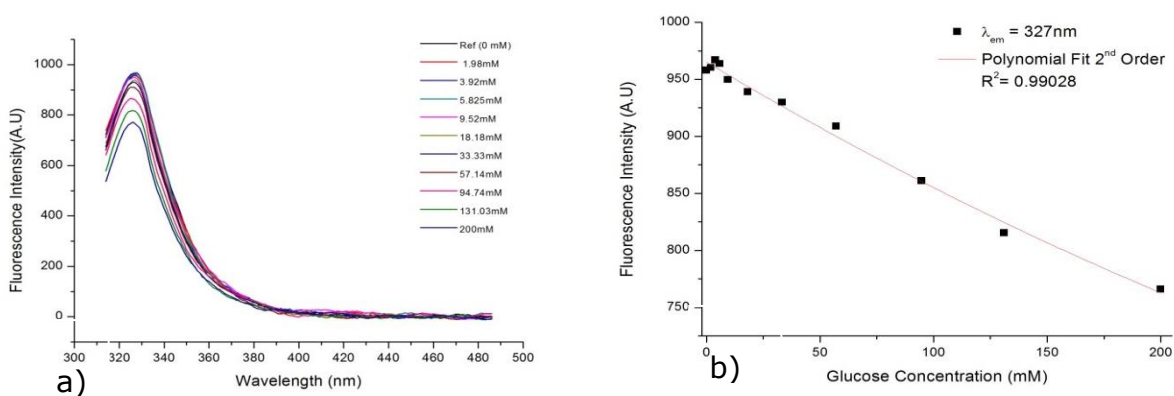 Fluorescence Intensity(A.U)
1000
800
600
400
200
0
300 320 340 360 380 400 420 440 460 480 500
Wavelength (nm)
a)
Ref (0 mM)
1.98mM
3.92mM
5.825mM
9.52mM
18.18mM
33.33mM
57.14mM
94.74mM
131.03mM
200mM
Fluorescence Intensity (A.U)
1000
950
900
850
800
750
0 50 100 150 200
Glucose Concentration (mM)
b)
λem = 327nm
Polynomial Fit 2nd Order
R2= 0.99028